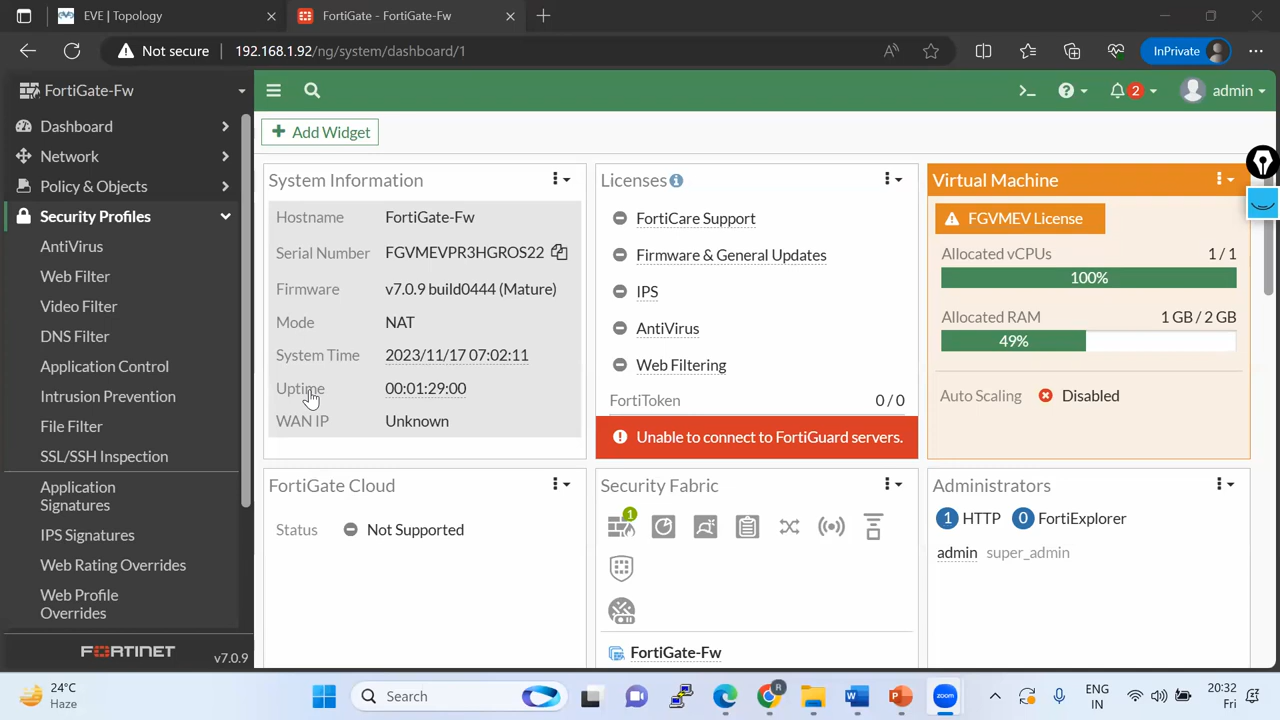 EVE | Topology
FortiGate - FortiGate-Fw
Not secure
192.168.1.92/ng/system/dashboard/1
InPrivate
FortiGate-Fw
2
admin
Dashboard
Network
Policy & Objects
Security Profiles
AntiVirus
Web Filter
Video Filter
DNS Filter
Application Control
Intrusion Prevention
File Filter
SSL/SSH Inspection
Application
Signatures
IPS Signatures
Web Rating Overrides
Web Profile
Overrides
FORTINET
v7.0.9
Add Widget
System Information
Hostname FortiGate-Fw
Serial Number FGVMEVPR3HGROS22
Firmware v7.0.9 build0444 (Mature)
Mode NAT
System Time 2023/11/17 07:02:11
Uptime 00:01:29:00
WAN IP Unknown
Licenses
FortiCare Support
Firmware & General Updates
IPS
AntiVirus
Web Filtering
FortiToken 0 / 0
Unable to connect to FortiGuard servers.
Virtual Machine
FGVMEV License
Allocated vCPUs 1 / 1
100%
Allocated RAM 1 GB / 2 GB
49%
Auto Scaling Disabled
FortiGate Cloud
Status Not Supported
Security Fabric
1
FortiGate-Fw
Administrators
1 HTTP 0 FortiExplorer
admin super_admin
24°C
Haze
Search
R
zoom
ENG
IN
20:32
Fri